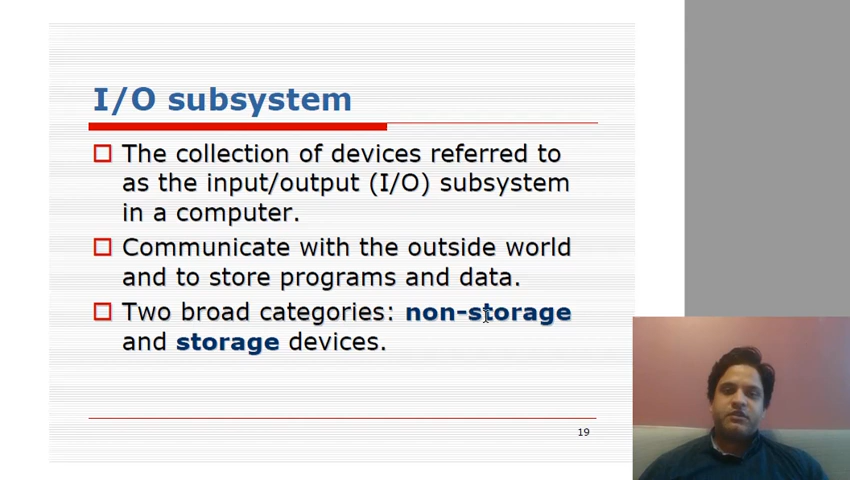 I/O subsystem
The collection of devices referred to
as the input/output (I/O) subsystem
in a computer.
Communicate with the outside world
and to store programs and data.
Two broad categories: non-storage
and storage devices.
19